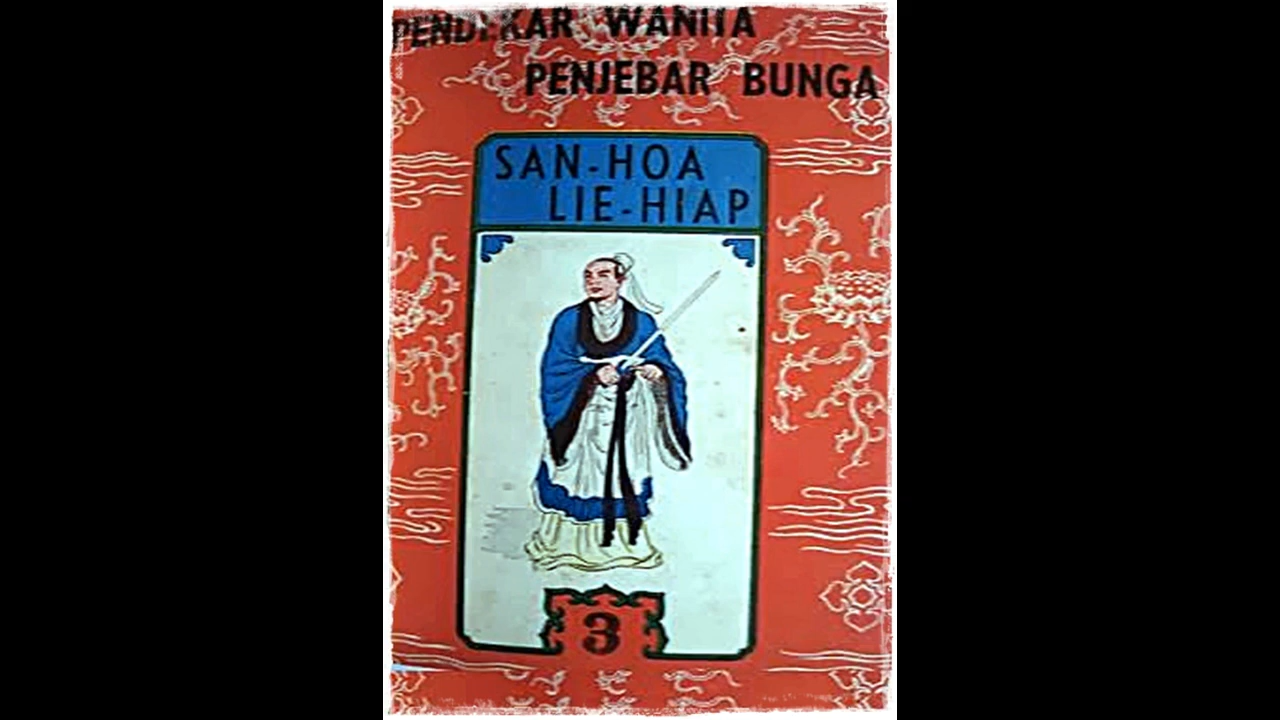 PENDEKAR WANITA
PENJEBAR BUNGA
SAN-HOA
LIE-HIAP
3